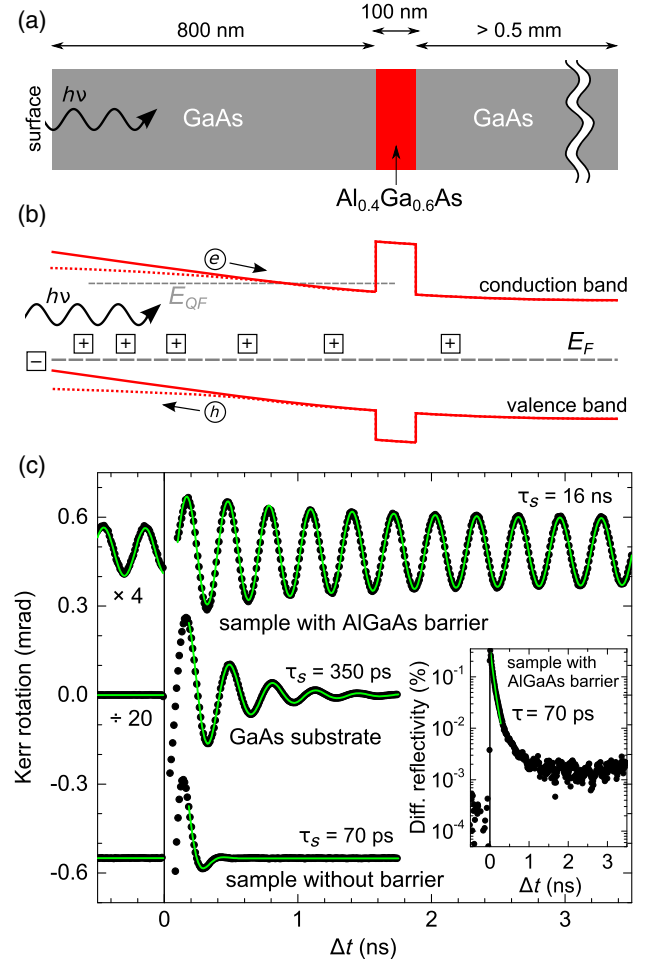 (a)
100 nm
800 nm
> 0.5 mm
surface
hν
GaAs
GaAs
Al0.4Ga0.6As
(b)
e
conduction band
hν
EQF
+ + + + + +
EF
−
h
valence band
(c)
τs = 16 ns
0.6
× 4
0.3
sample with AlGaAs barrier
τs = 350 ps
0.0
÷ 20
GaAs substrate
-0.3
τs = 70 ps
-0.6
sample without barrier
Kerr rotation (mrad)
0 1 2 3
Δt (ns)
sample with
AlGaAs barrier
τ = 70 ps
10-1
10-2
10-3
10-4
Diff. reflectivity (%)
0 1 2 3
Δt (ns)